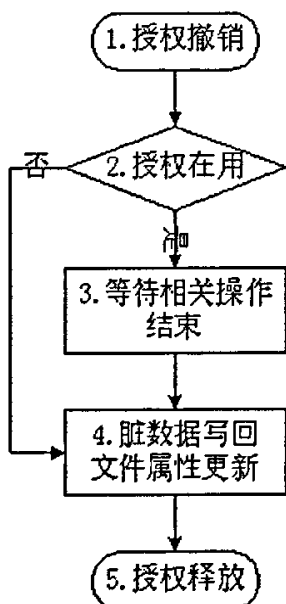 1.授权撤销
否
2.授权在用
是
3.等待相关操作
结束
4.脏数据写回
文件属性更新
5.授权释放